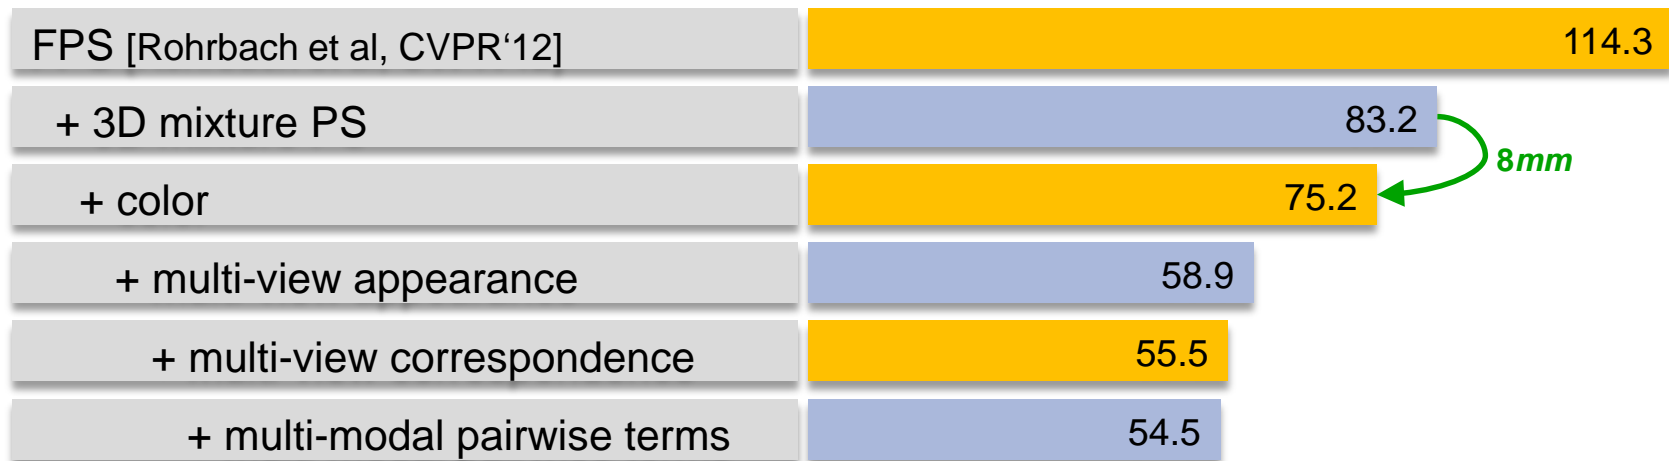 FPS [Rohrbach et al, CVPR‘12] 114.3
+ 3D mixture PS 83.2
8mm
+ color 75.2
+ multi-view appearance 58.9
+ multi-view correspondence 55.5
+ multi-modal pairwise terms 54.5